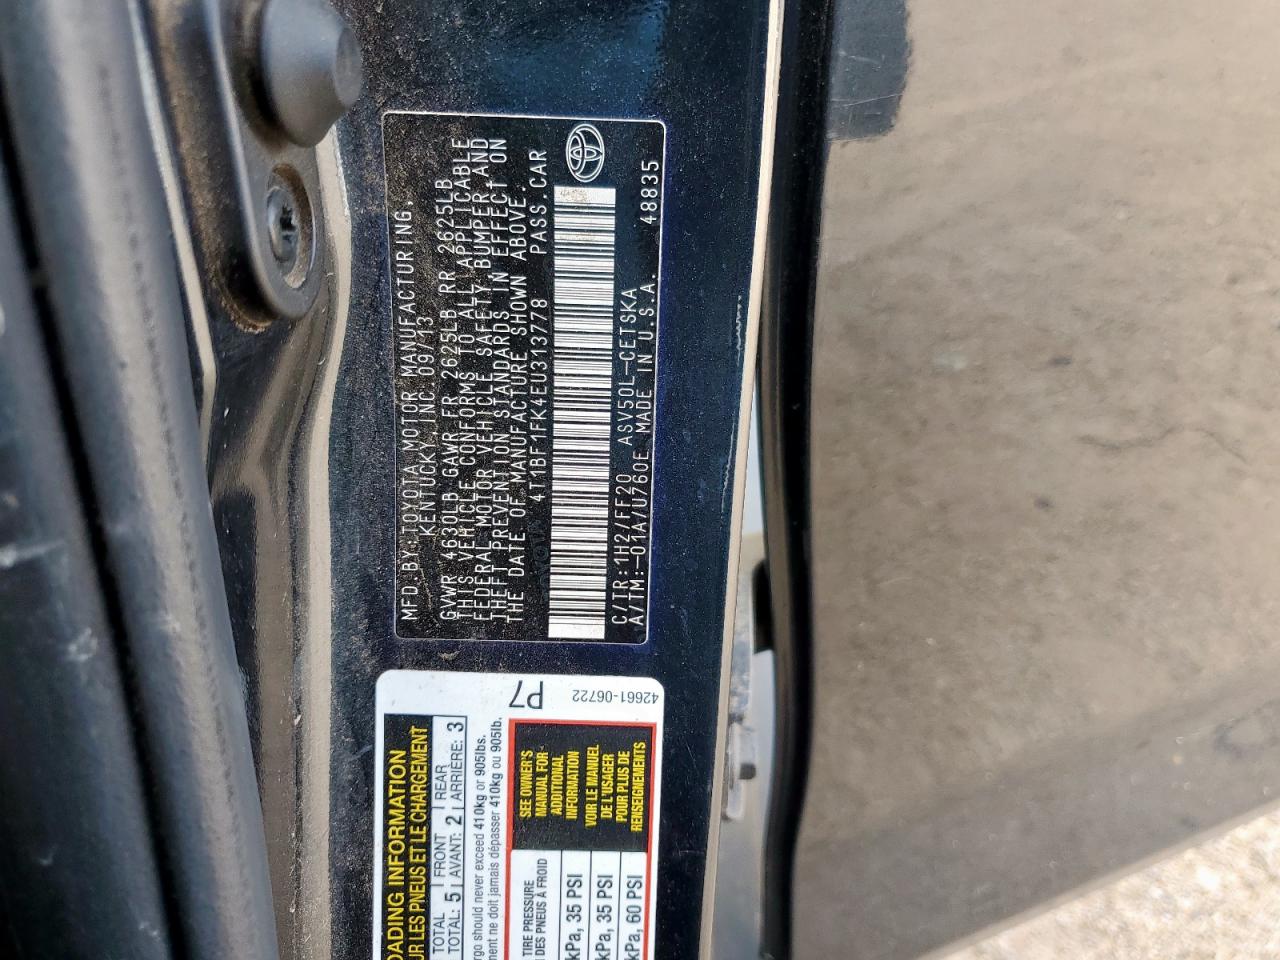 MFD.BY:TOYOTA MOTOR MANUFACTURING,
KENTUCKY, INC. 09/13
GVWR 4630LB GAWR FR 2625LB RR 2625LB
THIS VEHICLE CONFORMS TO ALL APPLICABLE
FEDERAL MOTOR VEHICLE SAFETY, BUMPER, AND
THEFT PREVENTION STANDARDS IN EFFECT ON
THE DATE OF MANUFACTURE SHOWN ABOVE.
4T1BF1FK4EU313778 PASS.CAR
C/TR:1H2/FF20 ASV50L-CETSKA 48835
A/TM:-01A/U760E MADE IN U.S.A.
OADING INFORMATION
UR LES PNEUS ET LE CHARGEMENT
TOTAL 5 FRONT 2 REAR 3
TOTAL: AVANT: ARRIÈRE:
rgo should never exceed 410kg or 905lbs.
ment ne doit jamais dépasser 410kg ou 905lb.
TIRE PRESSURE
DES PNEUS À FROID
kPa, 35 PSI
kPa, 35 PSI
kPa, 60 PSI
SEE OWNER'S
MANUAL FOR
ADDITIONAL
INFORMATION
VOIR LE MANUEL
DE L'USAGER
POUR PLUS DE
RENSEIGNEMENTS
P7
42661-06722